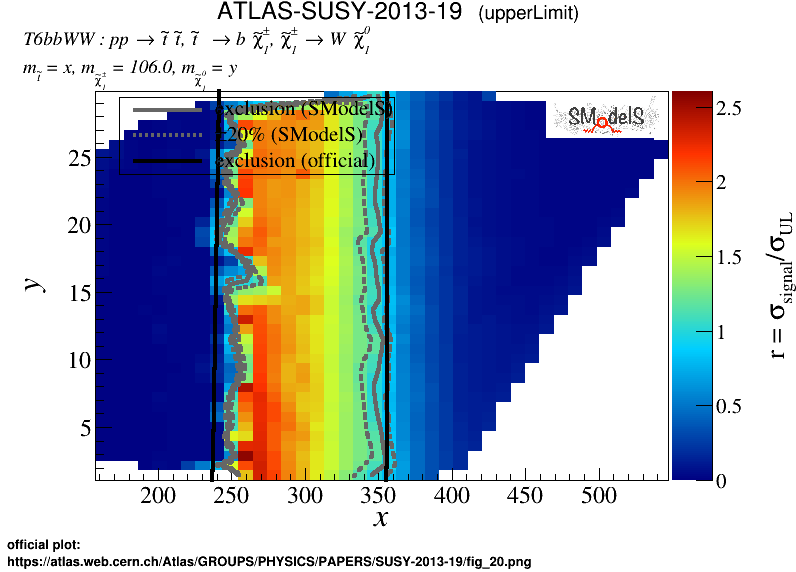 ATLAS-SUSY-2013-19 (upperLimit)
T6bbWW : pp → t̃ t̃, t̃ → b χ̃₁±, χ̃₁± → W χ̃₁⁰
m_t̃ = x, m_χ̃₁± = 106.0, m_χ̃₁⁰ = y
exclusion (SModelS)
±20% (SModelS)
exclusion (official)
SModelS
25
20
15
10
5
y
200 250 300 350 400 450 500
x
2.5
2
1.5
1
0.5
0
r = σ_signal/σ_UL
official plot:
https://atlas.web.cern.ch/Atlas/GROUPS/PHYSICS/PAPERS/SUSY-2013-19/fig_20.png